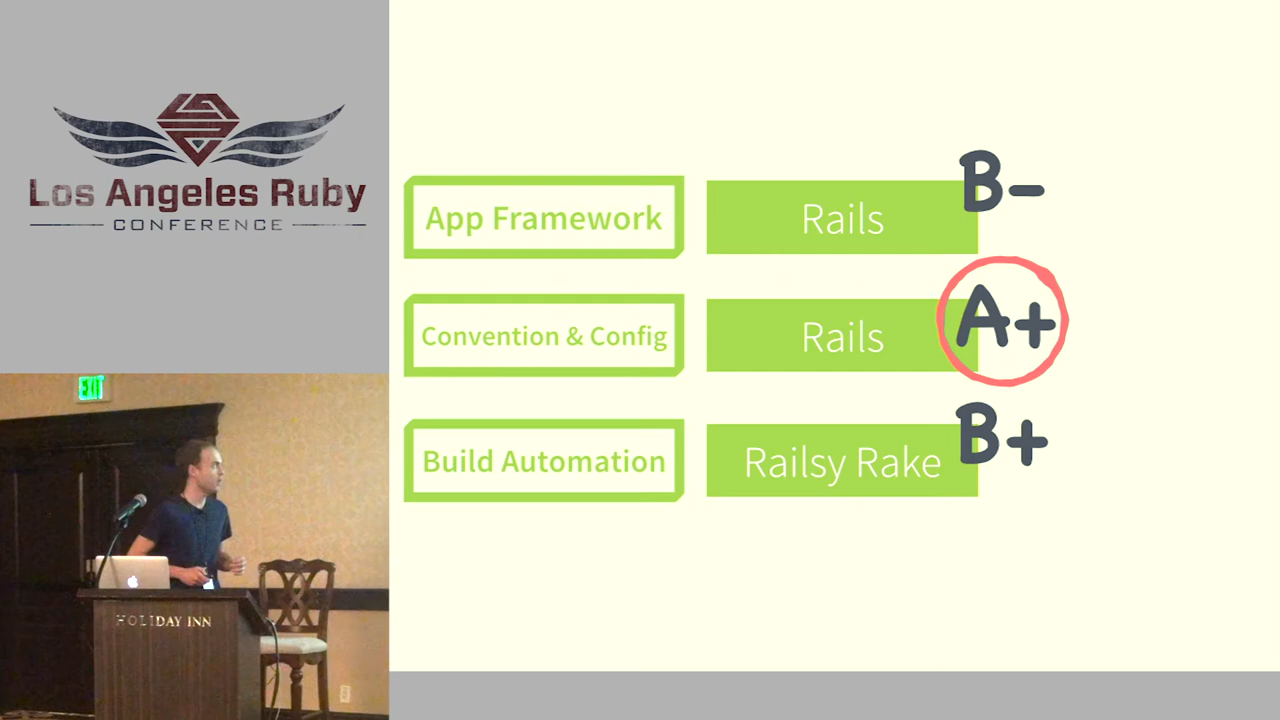 Los Angeles Ruby
CONFERENCE
App Framework
Rails
B-
Convention & Config
Rails
A+
Build Automation
Railsy Rake
B+
EXIT
HOLIDAY INN